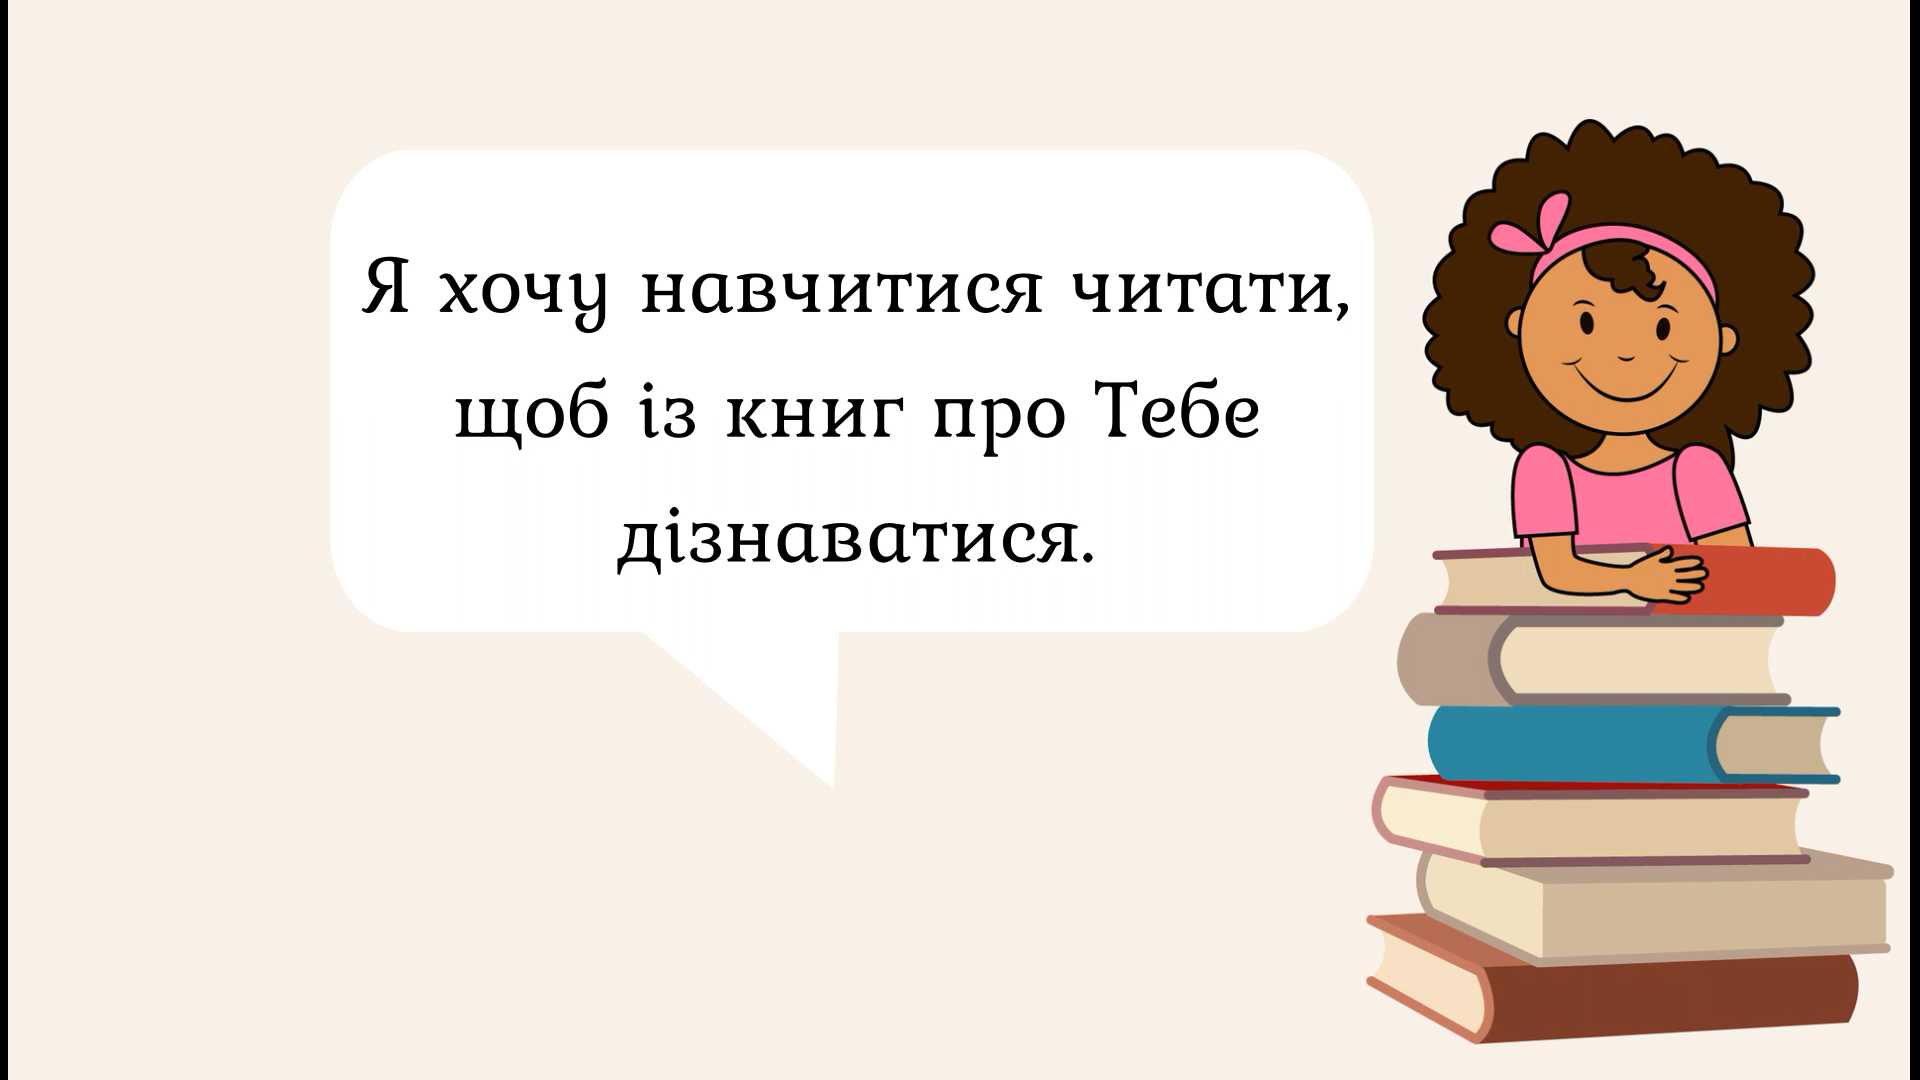 Я хочу навчитися читати,
щоб із книг про Тебе
дізнаватися.